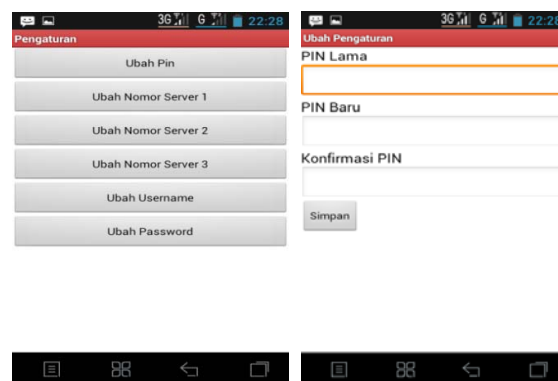 3G G 22:28
Pengaturan
Ubah Pin
Ubah Nomor Server 1
Ubah Nomor Server 2
Ubah Nomor Server 3
Ubah Username
Ubah Password
3G G 22:28
Ubah Pengaturan
PIN Lama
PIN Baru
Konfirmasi PIN
Simpan